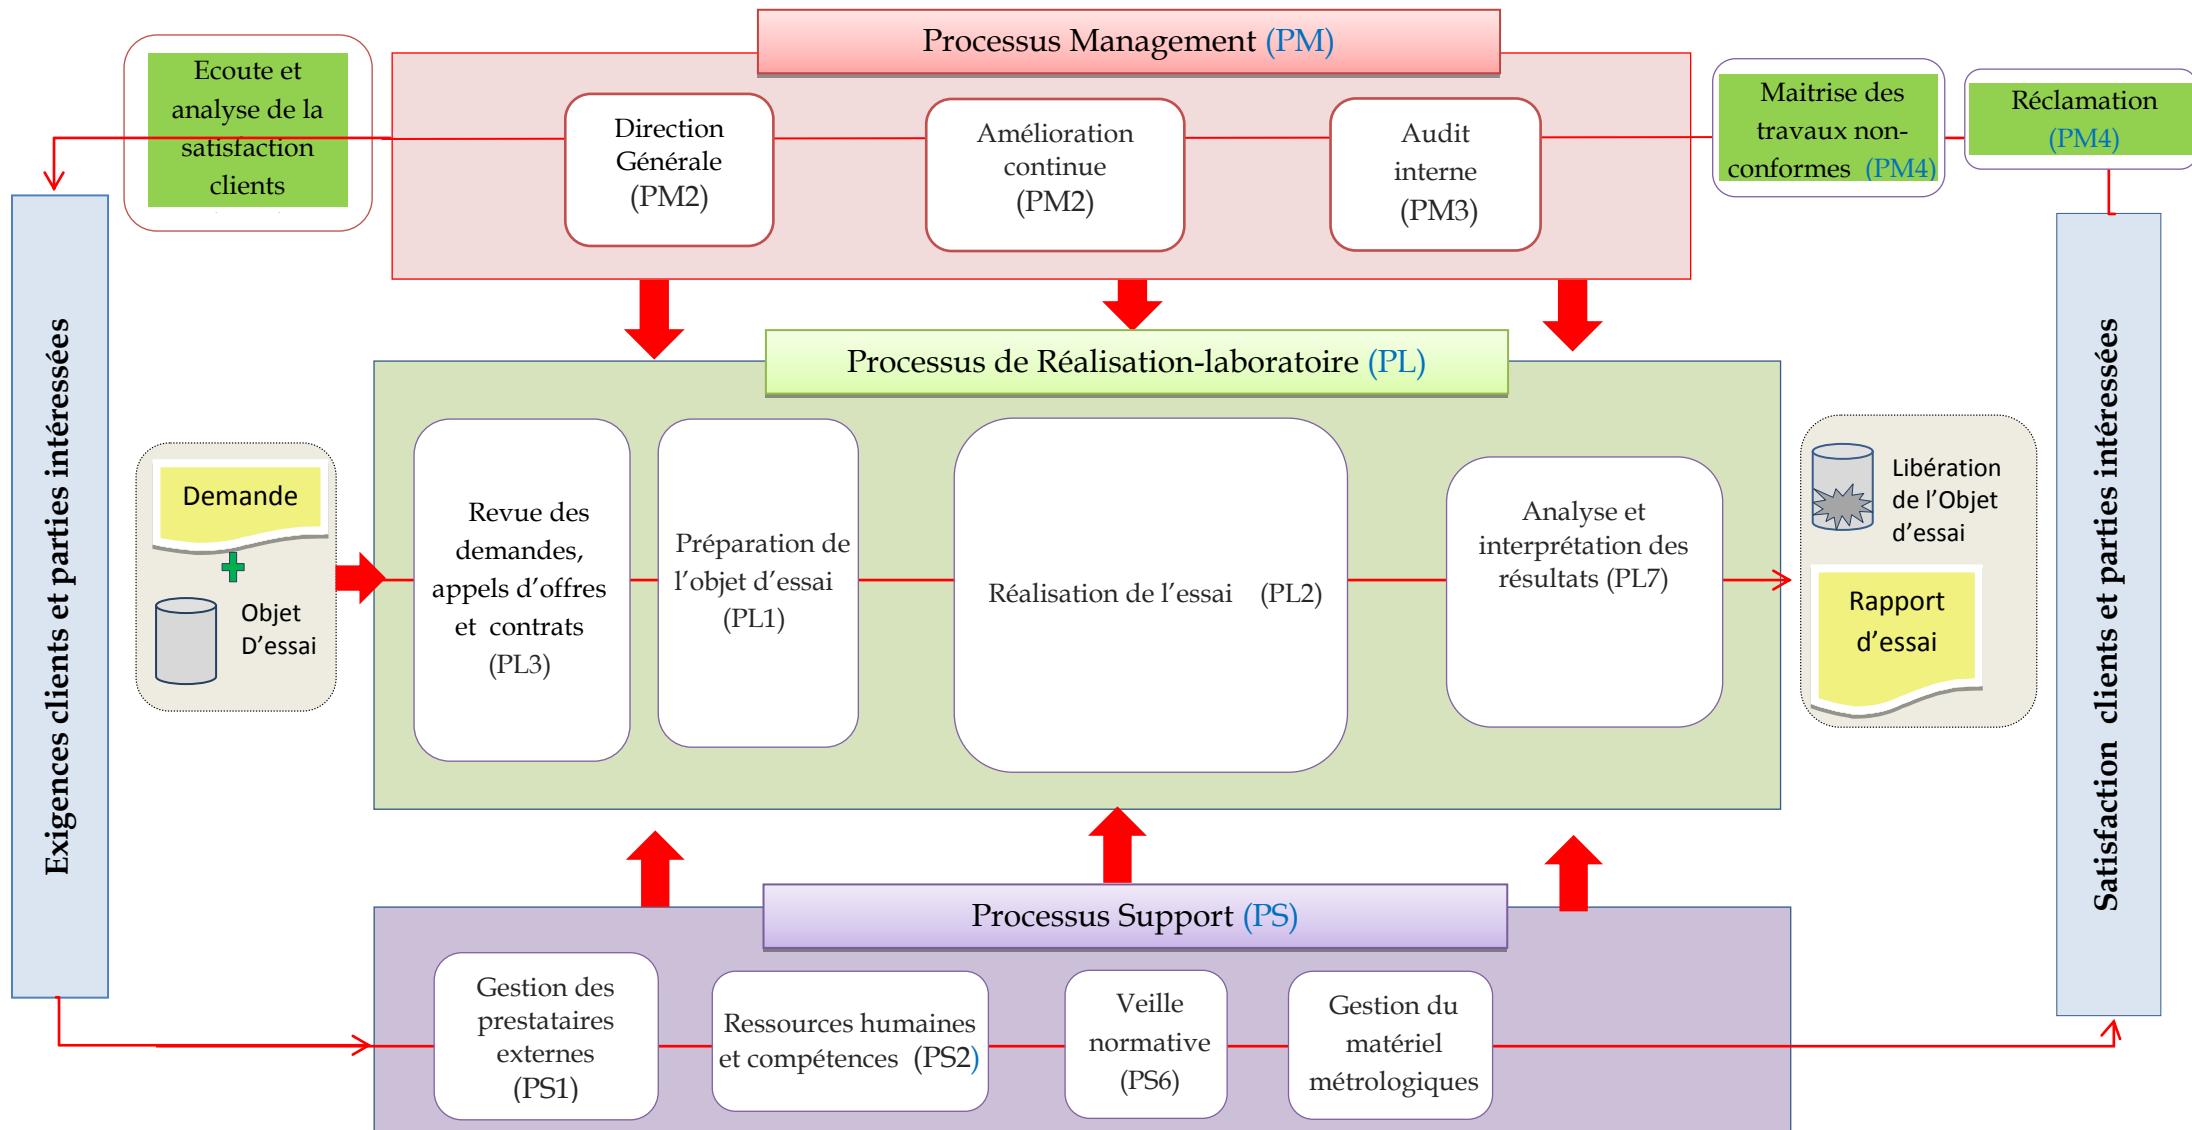 Processus Management (PM)
Ecoute et
analyse de la
satisfaction
clients
Direction
Générale
(PM2)
Amélioration
continue
(PM2)
Audit
interne
(PM3)
Maitrise des
travaux non-
conformes (PM4)
Réclamation
(PM4)
Exigences clients et parties intéressées
Processus de Réalisation-laboratoire (PL)
Demande
Objet
D’essai
Revue des
demandes,
appels d’offres
et contrats
(PL3)
Préparation de
l’objet d’essai
(PL1)
Réalisation de l’essai (PL2)
Analyse et
interprétation des
résultats (PL7)
Libération
de l’Objet
d’essai
Rapport
d’essai
Satisfaction clients et parties intéressées
Processus Support (PS)
Gestion des
prestataires
externes
(PS1)
Ressources humaines
et compétences (PS2)
Veille
normative
(PS6)
Gestion du
matériel
métrologiques